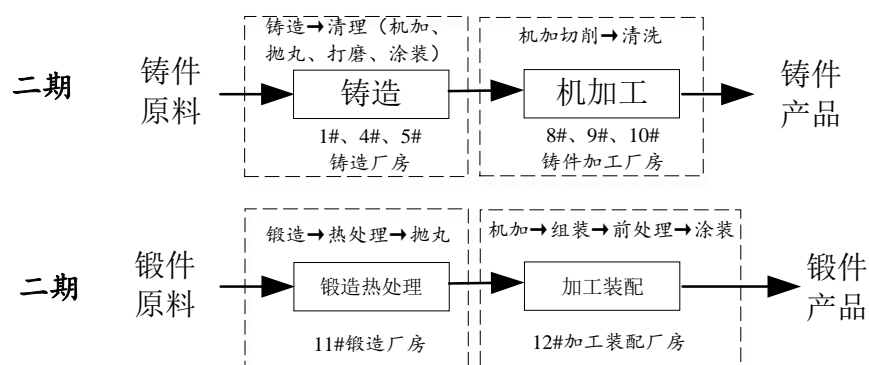 铸造→清理（机加、
抛丸、打磨、涂装）
机加切削→清洗
二期
铸件
原料
铸造
机加工
铸件
产品
1#、4#、5#
铸造厂房
8#、9#、10#
铸件加工厂房
锻造→热处理→抛丸
机加→组装→前处理→涂装
二期
锻件
原料
锻造热处理
加工装配
锻件
产品
11#锻造厂房
12#加工装配厂房